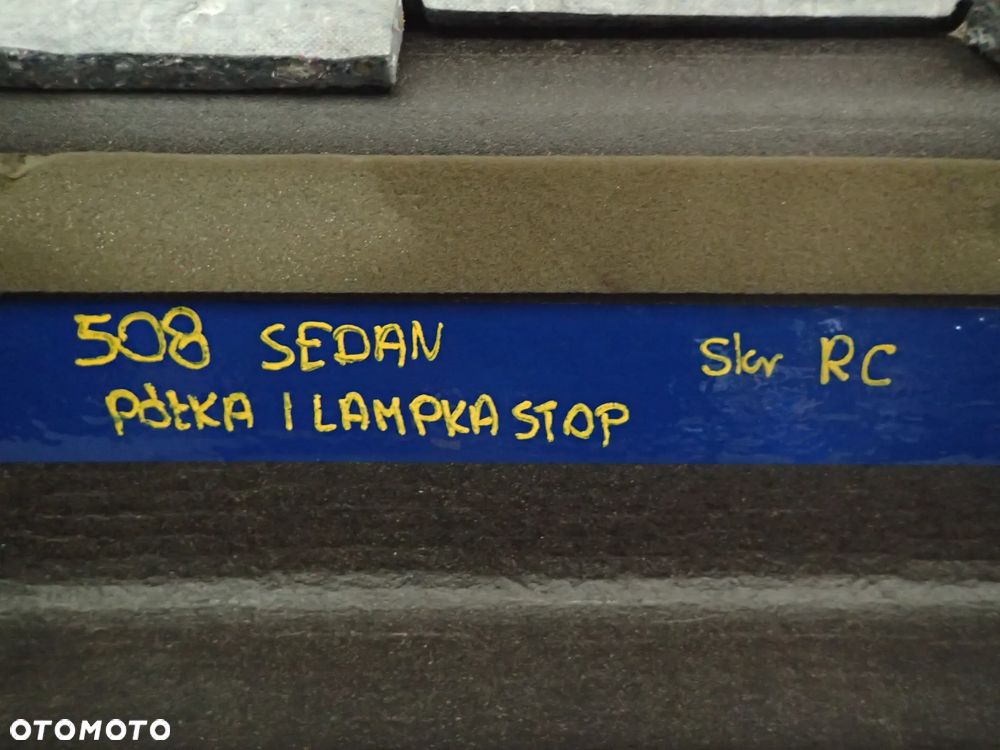 508 SEDAN Skr RC
PÓŁKA I LAMPKA STOP
OTOMOTO